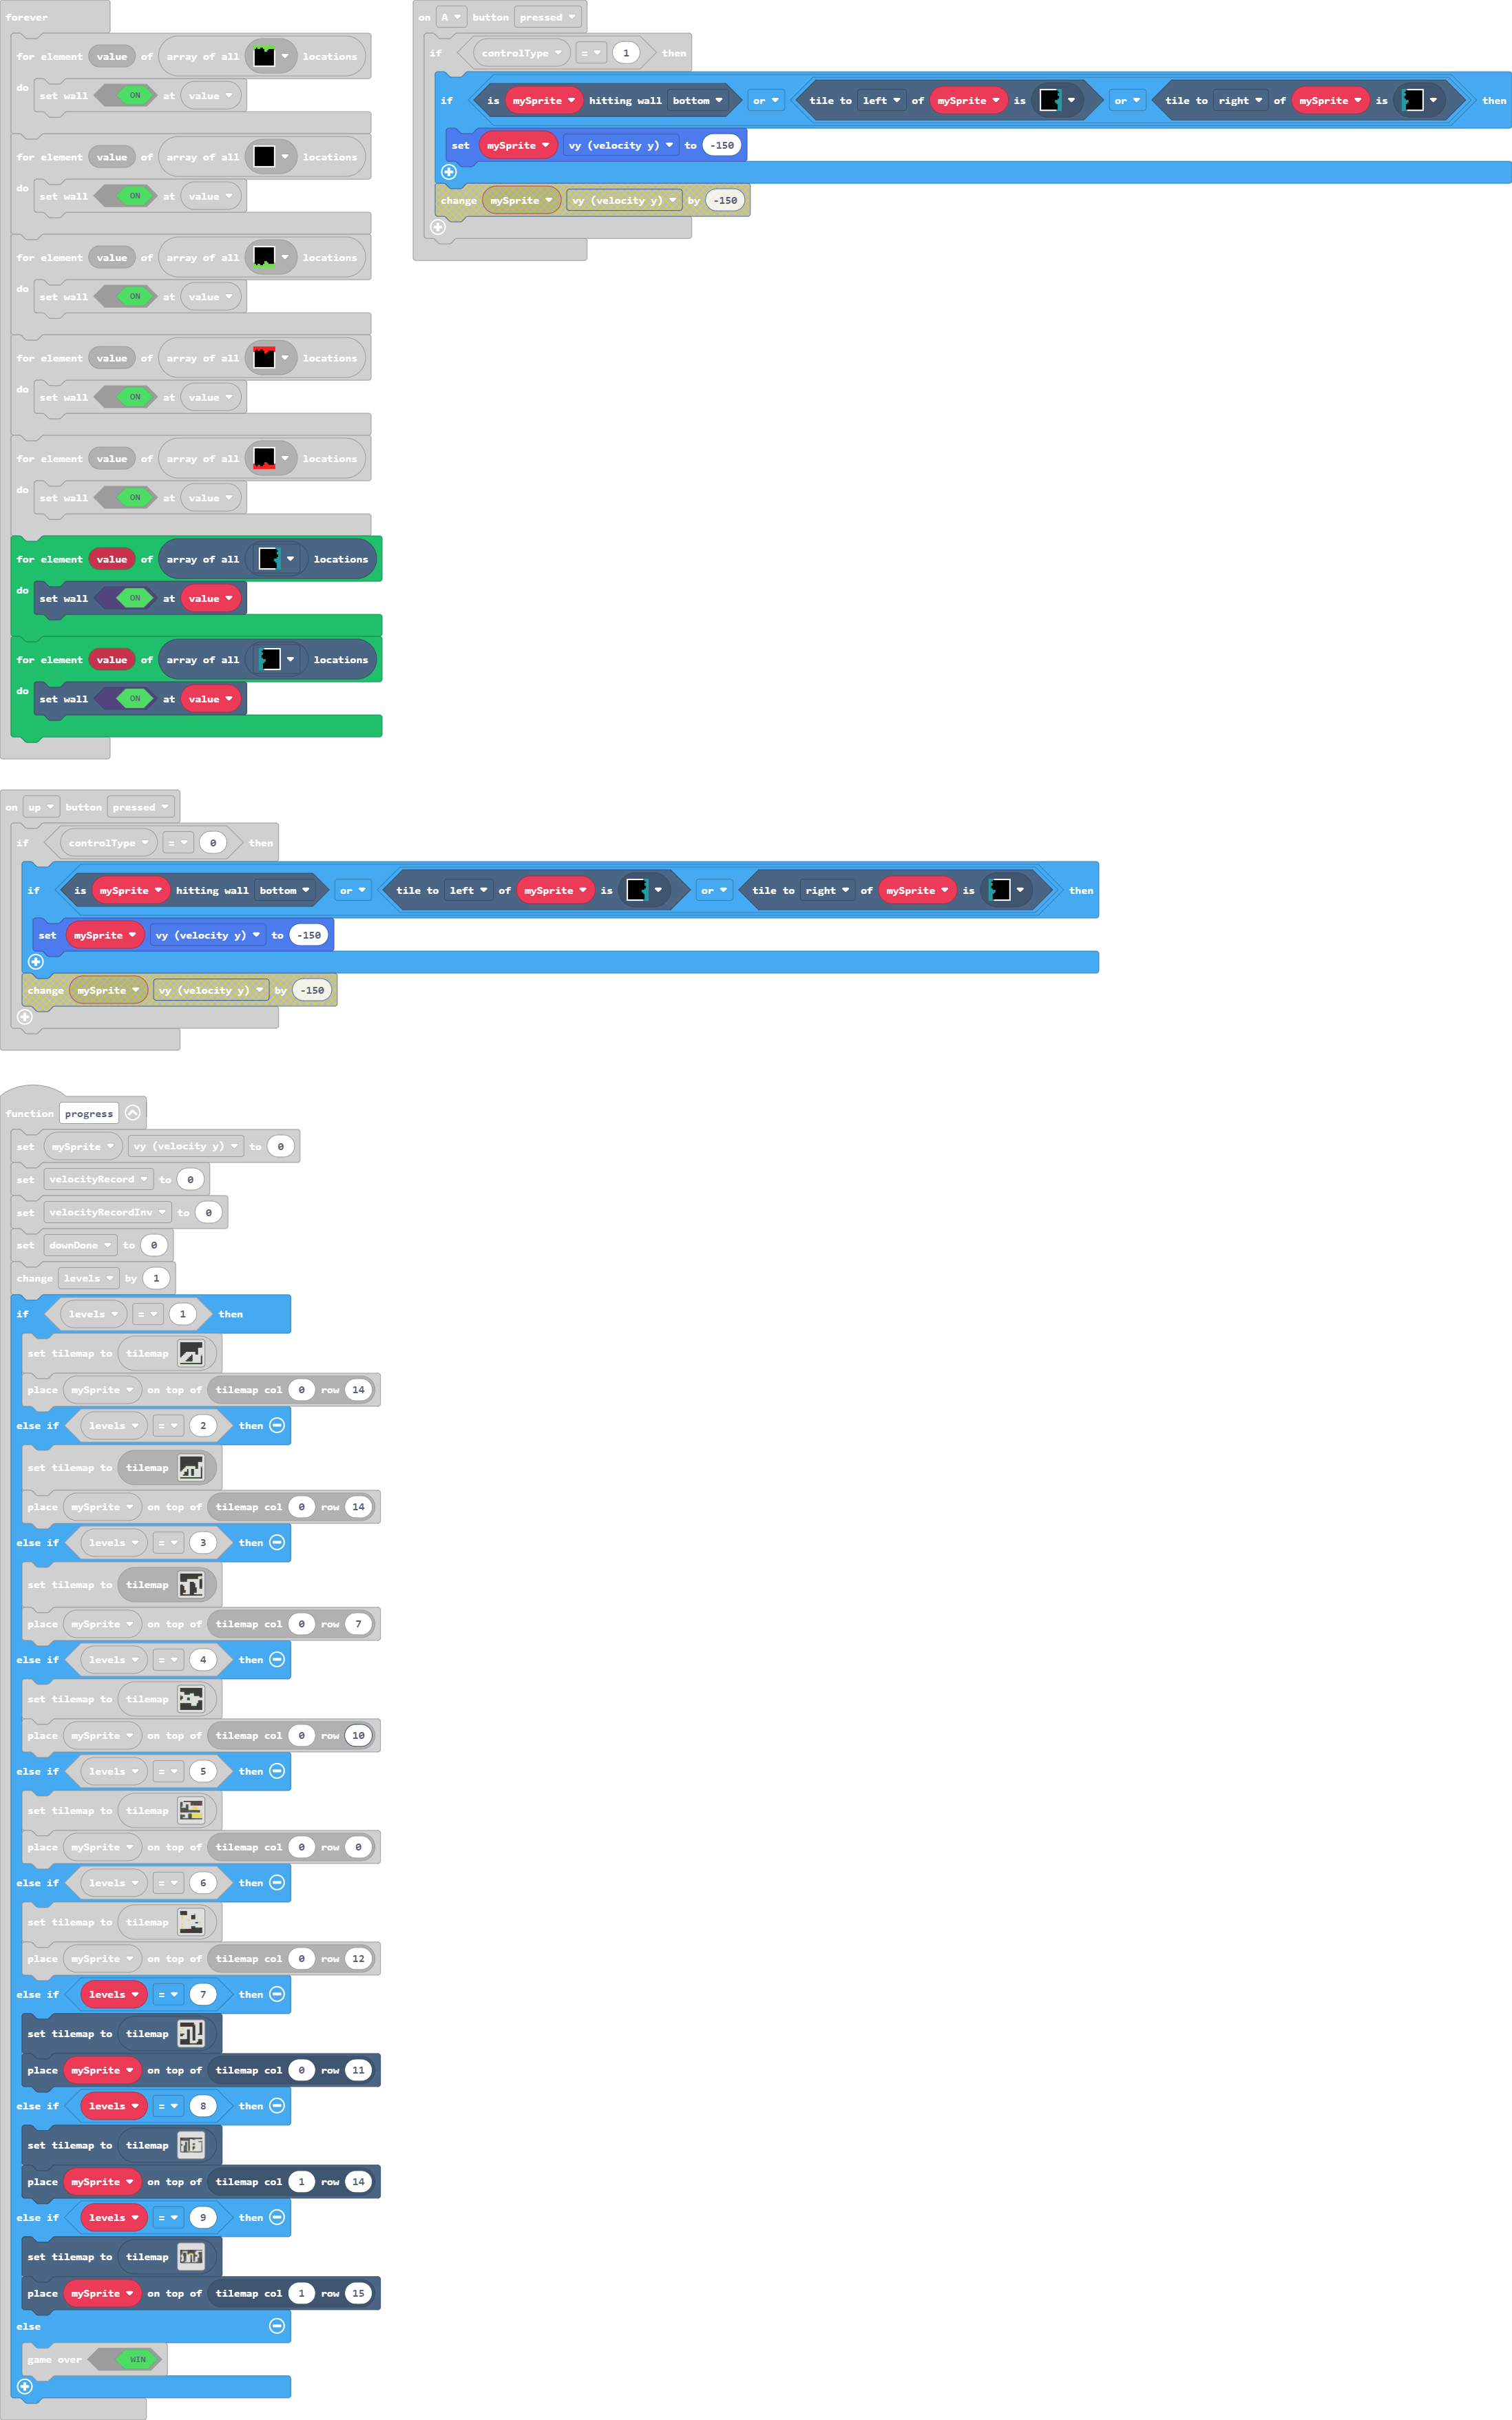 forever
for element value of array of all locations
do set wall ON at value
for element value of array of all locations
do set wall ON at value
for element value of array of all locations
do set wall ON at value
for element value of array of all locations
do set wall ON at value
for element value of array of all locations
do set wall ON at value
for element value of array of all locations
do set wall ON at value
for element value of array of all locations
do set wall ON at value
on A button pressed
if controlType = 1 then
if is mySprite hitting wall bottom or tile to left of mySprite is or tile to right of mySprite is then
set mySprite vy (velocity y) to -150
change mySprite vy (velocity y) by -150
on up button pressed
if controlType = 0 then
if is mySprite hitting wall bottom or tile to left of mySprite is or tile to right of mySprite is then
set mySprite vy (velocity y) to -150
change mySprite vy (velocity y) by -150
function progress
set mySprite vy (velocity y) to 0
set velocityRecord to 0
set velocityRecordInv to 0
set downDone to 0
change levels by 1
if levels = 1 then
set tilemap to tilemap
place mySprite on top of tilemap col 0 row 14
else if levels = 2 then
set tilemap to tilemap
place mySprite on top of tilemap col 0 row 14
else if levels = 3 then
set tilemap to tilemap
place mySprite on top of tilemap col 0 row 7
else if levels = 4 then
set tilemap to tilemap
place mySprite on top of tilemap col 0 row 10
else if levels = 5 then
set tilemap to tilemap
place mySprite on top of tilemap col 0 row 0
else if levels = 6 then
set tilemap to tilemap
place mySprite on top of tilemap col 0 row 12
else if levels = 7 then
set tilemap to tilemap
place mySprite on top of tilemap col 0 row 11
else if levels = 8 then
set tilemap to tilemap
place mySprite on top of tilemap col 1 row 14
else if levels = 9 then
set tilemap to tilemap
place mySprite on top of tilemap col 1 row 15
else
game over WIN